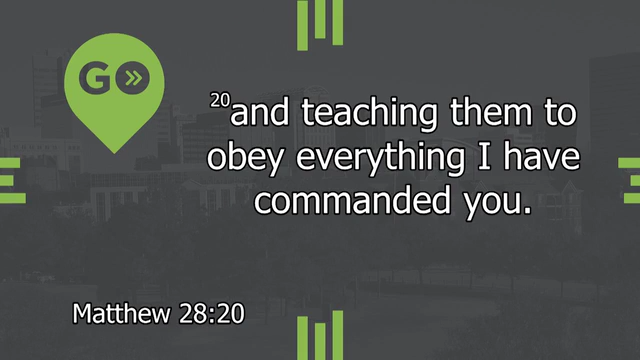 GO
20and teaching them to
obey everything I have
commanded you.
Matthew 28:20